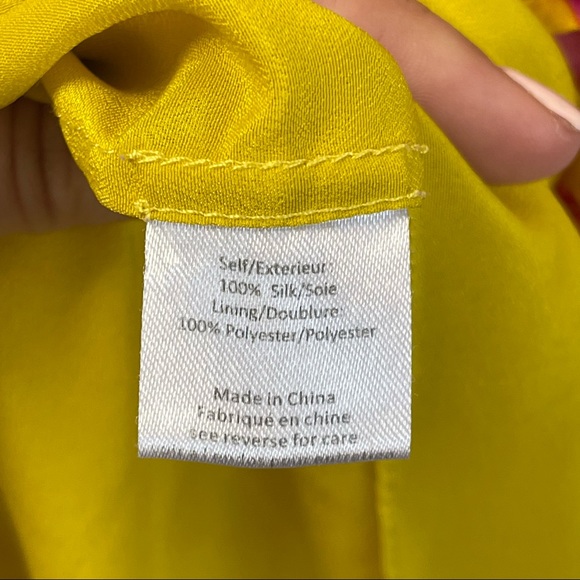 Self/Exterieur:
100% Silk/Soie
Lining/Doublure:
100% Polyester/Polyester
Made in China
Fabriqué en chine
see reverse for care